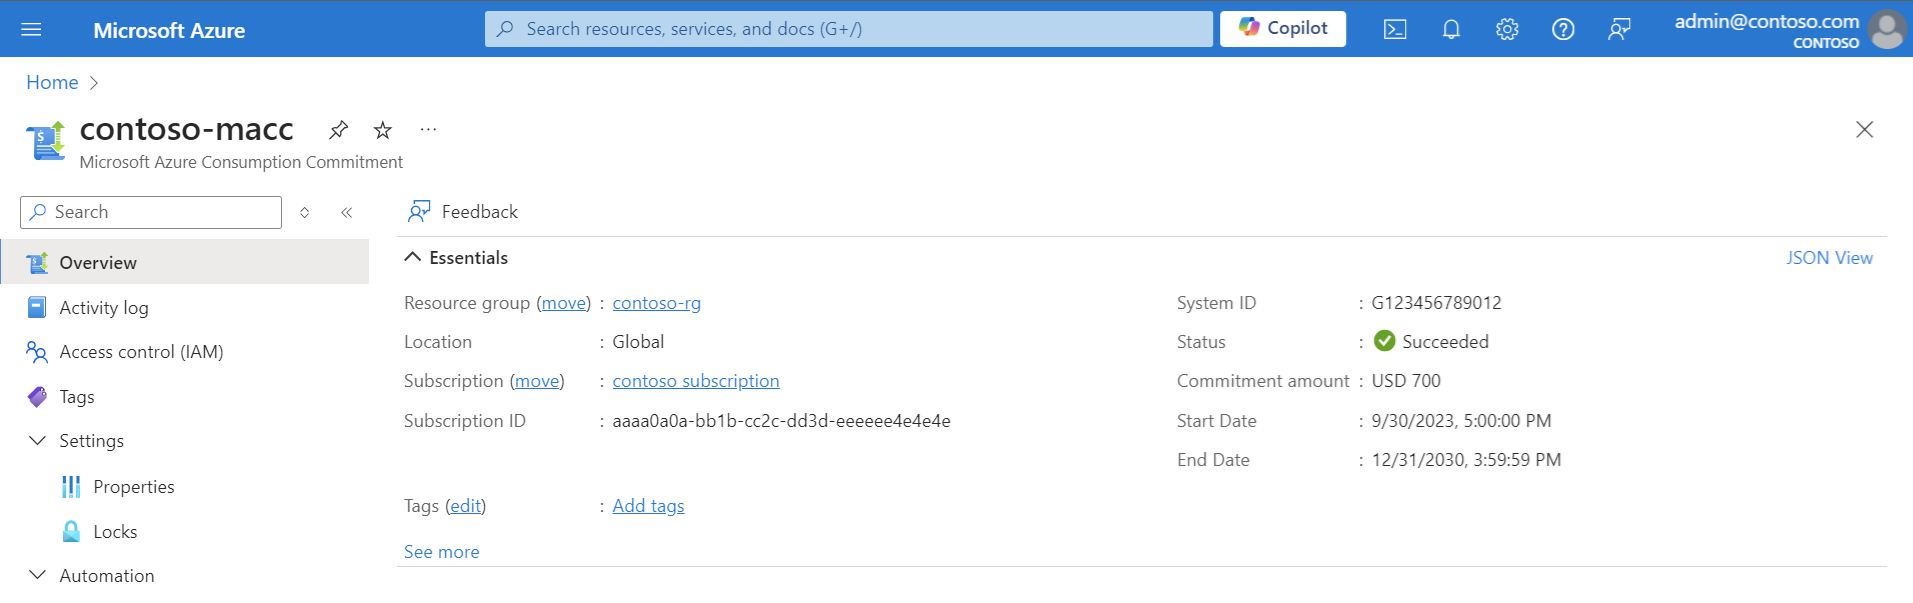 Microsoft Azure
Search resources, services, and docs (G+/)
Copilot
admin@contoso.com
CONTOSO
Home
contoso-macc
Microsoft Azure Consumption Commitment
Search
Feedback
Overview
Activity log
Access control (IAM)
Tags
Settings
Properties
Locks
Automation
Essentials
JSON View
Resource group (move) : contoso-rg
Location : Global
Subscription (move) : contoso subscription
Subscription ID : aaaa0a0a-bb1b-cc2c-dd3d-eeeeee4e4e4e
System ID : G123456789012
Status : Succeeded
Commitment amount : USD 700
Start Date : 9/30/2023, 5:00:00 PM
End Date : 12/31/2030, 3:59:59 PM
Tags (edit) : Add tags
See more